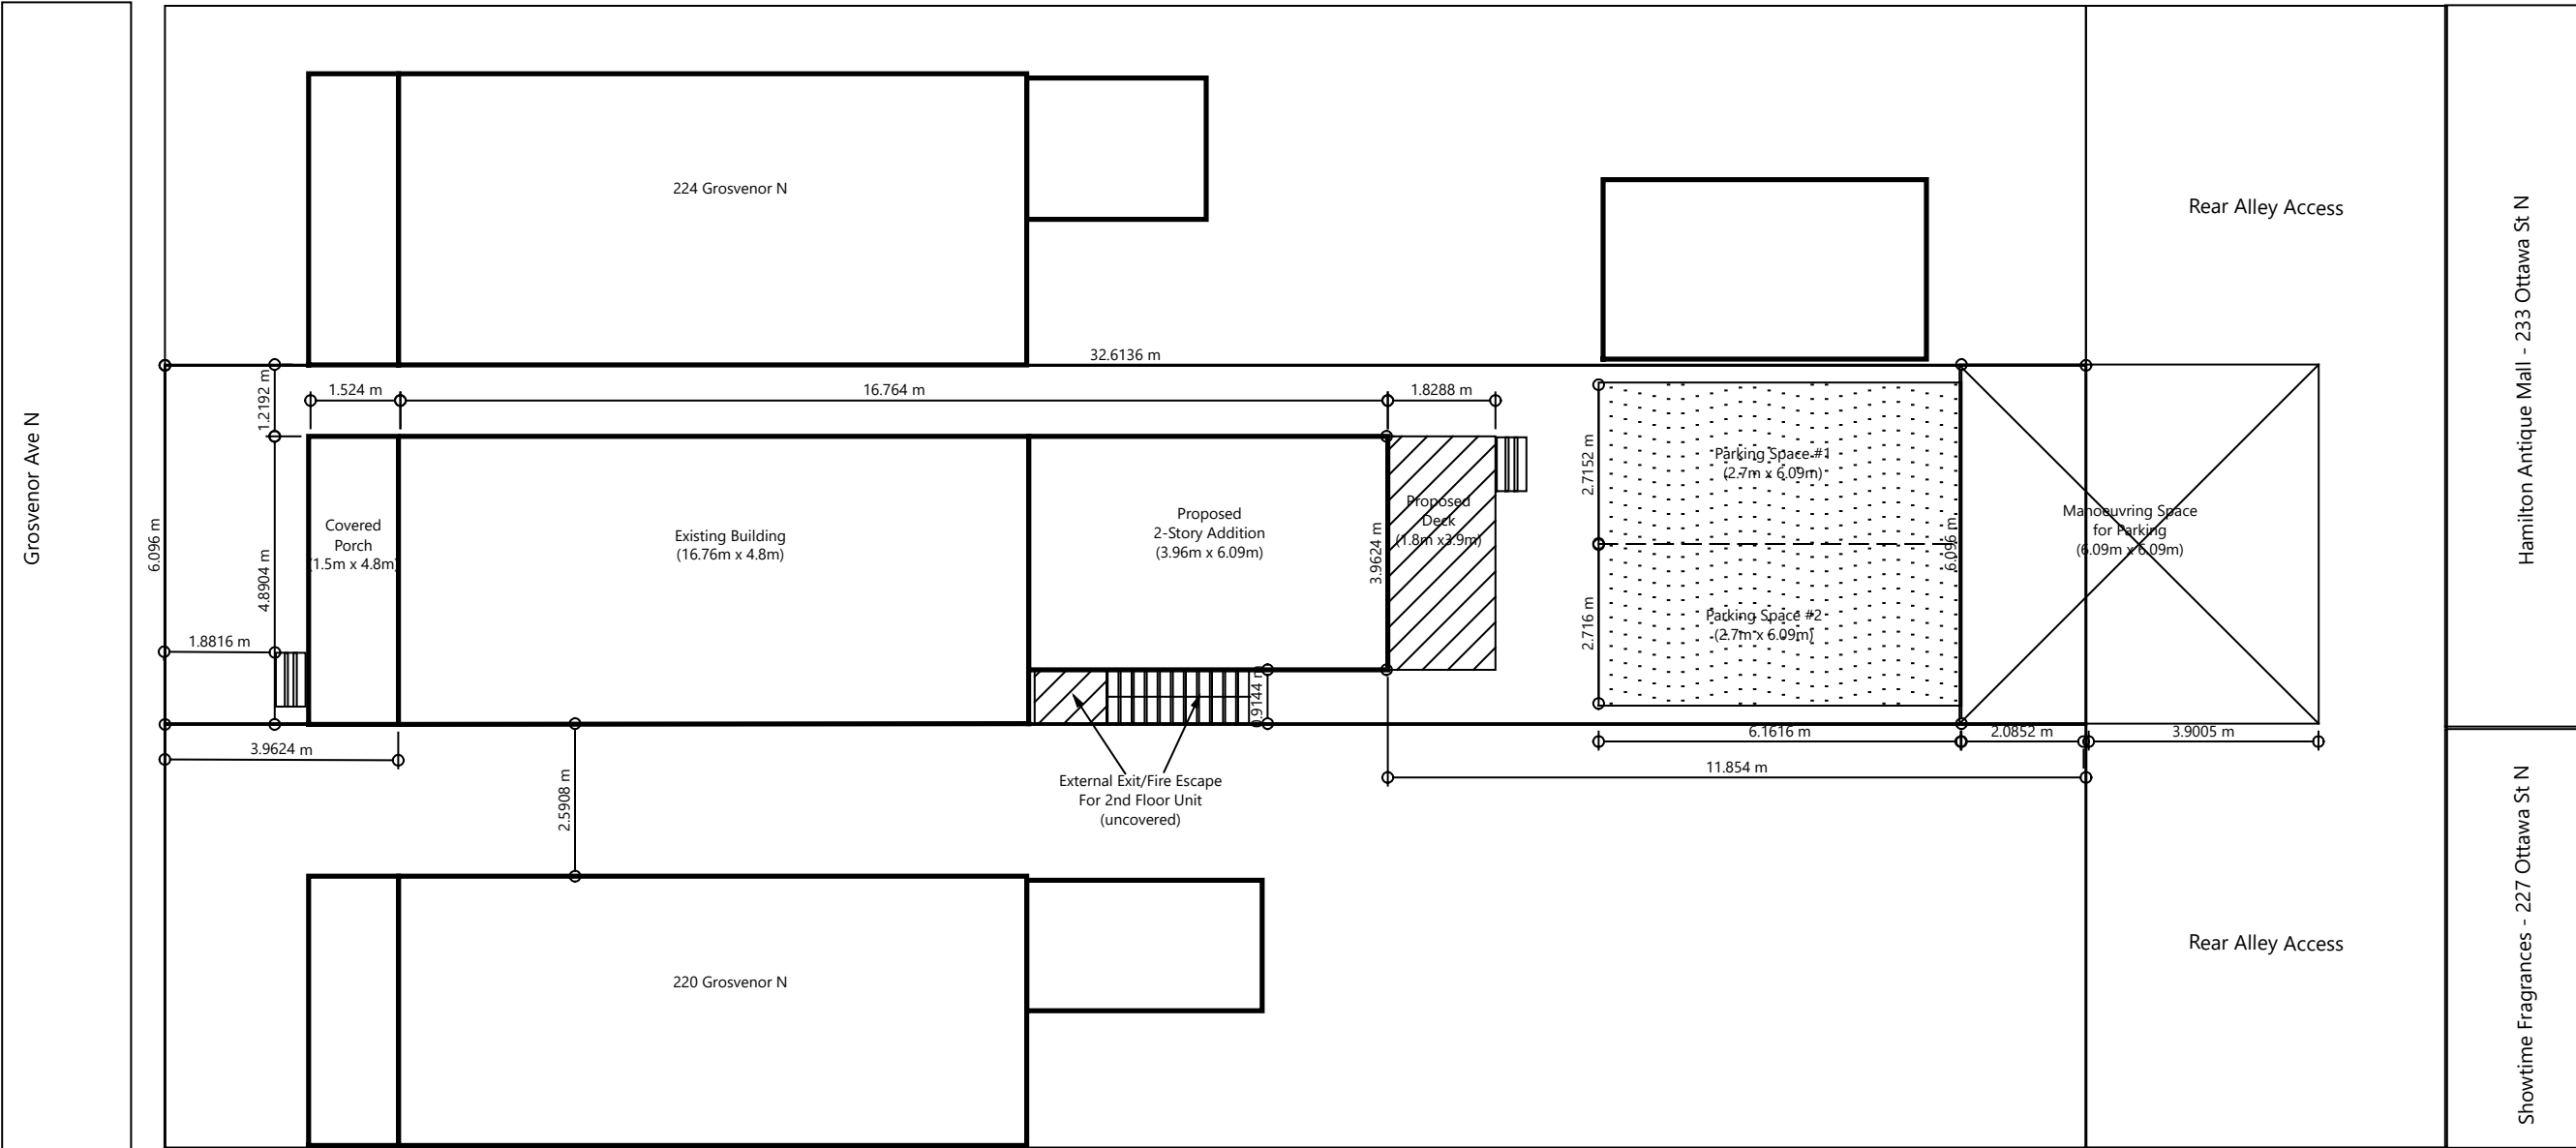 Grosvenor Ave N
224 Grosvenor N
Rear Alley Access
Hamilton Antique Mall - 233 Ottawa St N
32.6136 m
1.2192 m
1.524 m
16.764 m
1.8288 m
6.096 m
4.8904 m
1.8816 m
3.9624 m
Covered
Porch
(1.5m x 4.8m)
Existing Building
(16.76m x 4.8m)
Proposed
2-Story Addition
(3.96m x 6.09m)
3.9624 m
Proposed
Deck
(1.8m x3.9m)
2.7152 m
2.716 m
Parking Space #1
(2.7m x 6.09m)
Parking Space #2
(2.7m x 6.09m)
6.096 m
Manoeuvring Space
for Parking
(6.09m x 6.09m)
0.9144 m
6.1616 m
2.0852 m
3.9005 m
11.854 m
2.5908 m
External Exit/Fire Escape
For 2nd Floor Unit
(uncovered)
220 Grosvenor N
Rear Alley Access
Showtime Fragrances - 227 Ottawa St N